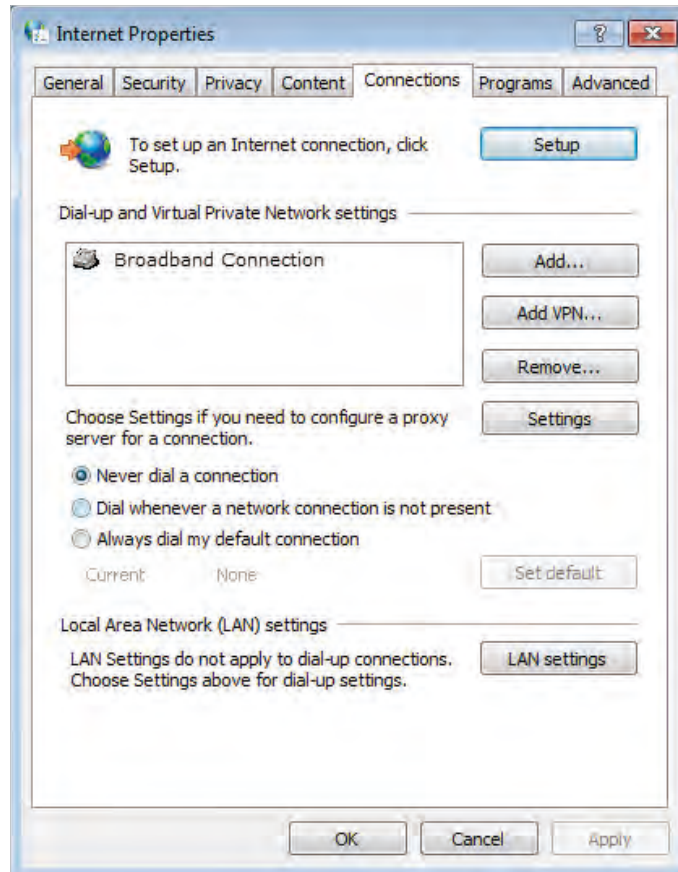 Internet Properties
General Security Privacy Content Connections Programs Advanced
To set up an Internet connection, click
Setup.
Setup
Dial-up and Virtual Private Network settings
Broadband Connection
Add...
Add VPN...
Remove...
Choose Settings if you need to configure a proxy
server for a connection.
Settings
Never dial a connection
Dial whenever a network connection is not present
Always dial my default connection
Current None
Set default
Local Area Network (LAN) settings
LAN Settings do not apply to dial-up connections.
Choose Settings above for dial-up settings.
LAN settings
OK Cancel Apply